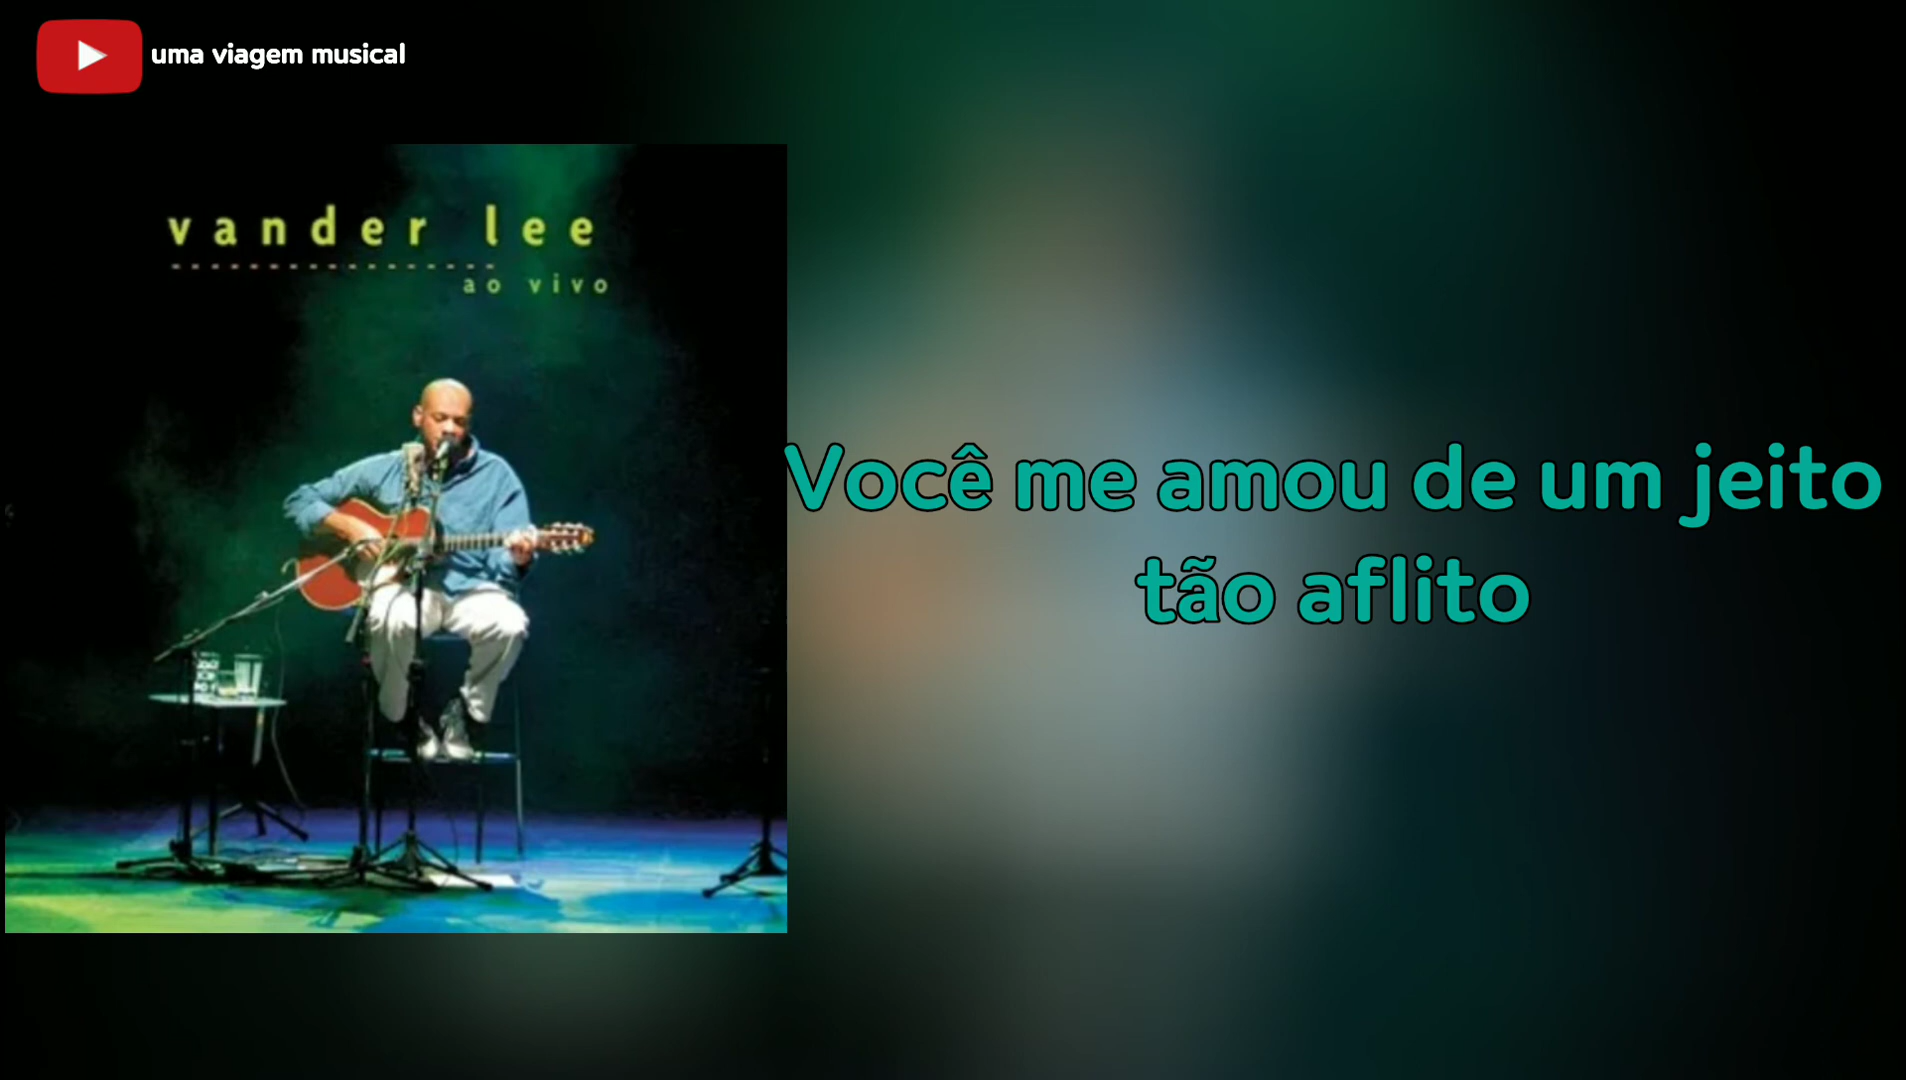 uma viagem musical
vander lee
ao vivo
Você me amou de um jeito
tão aflito